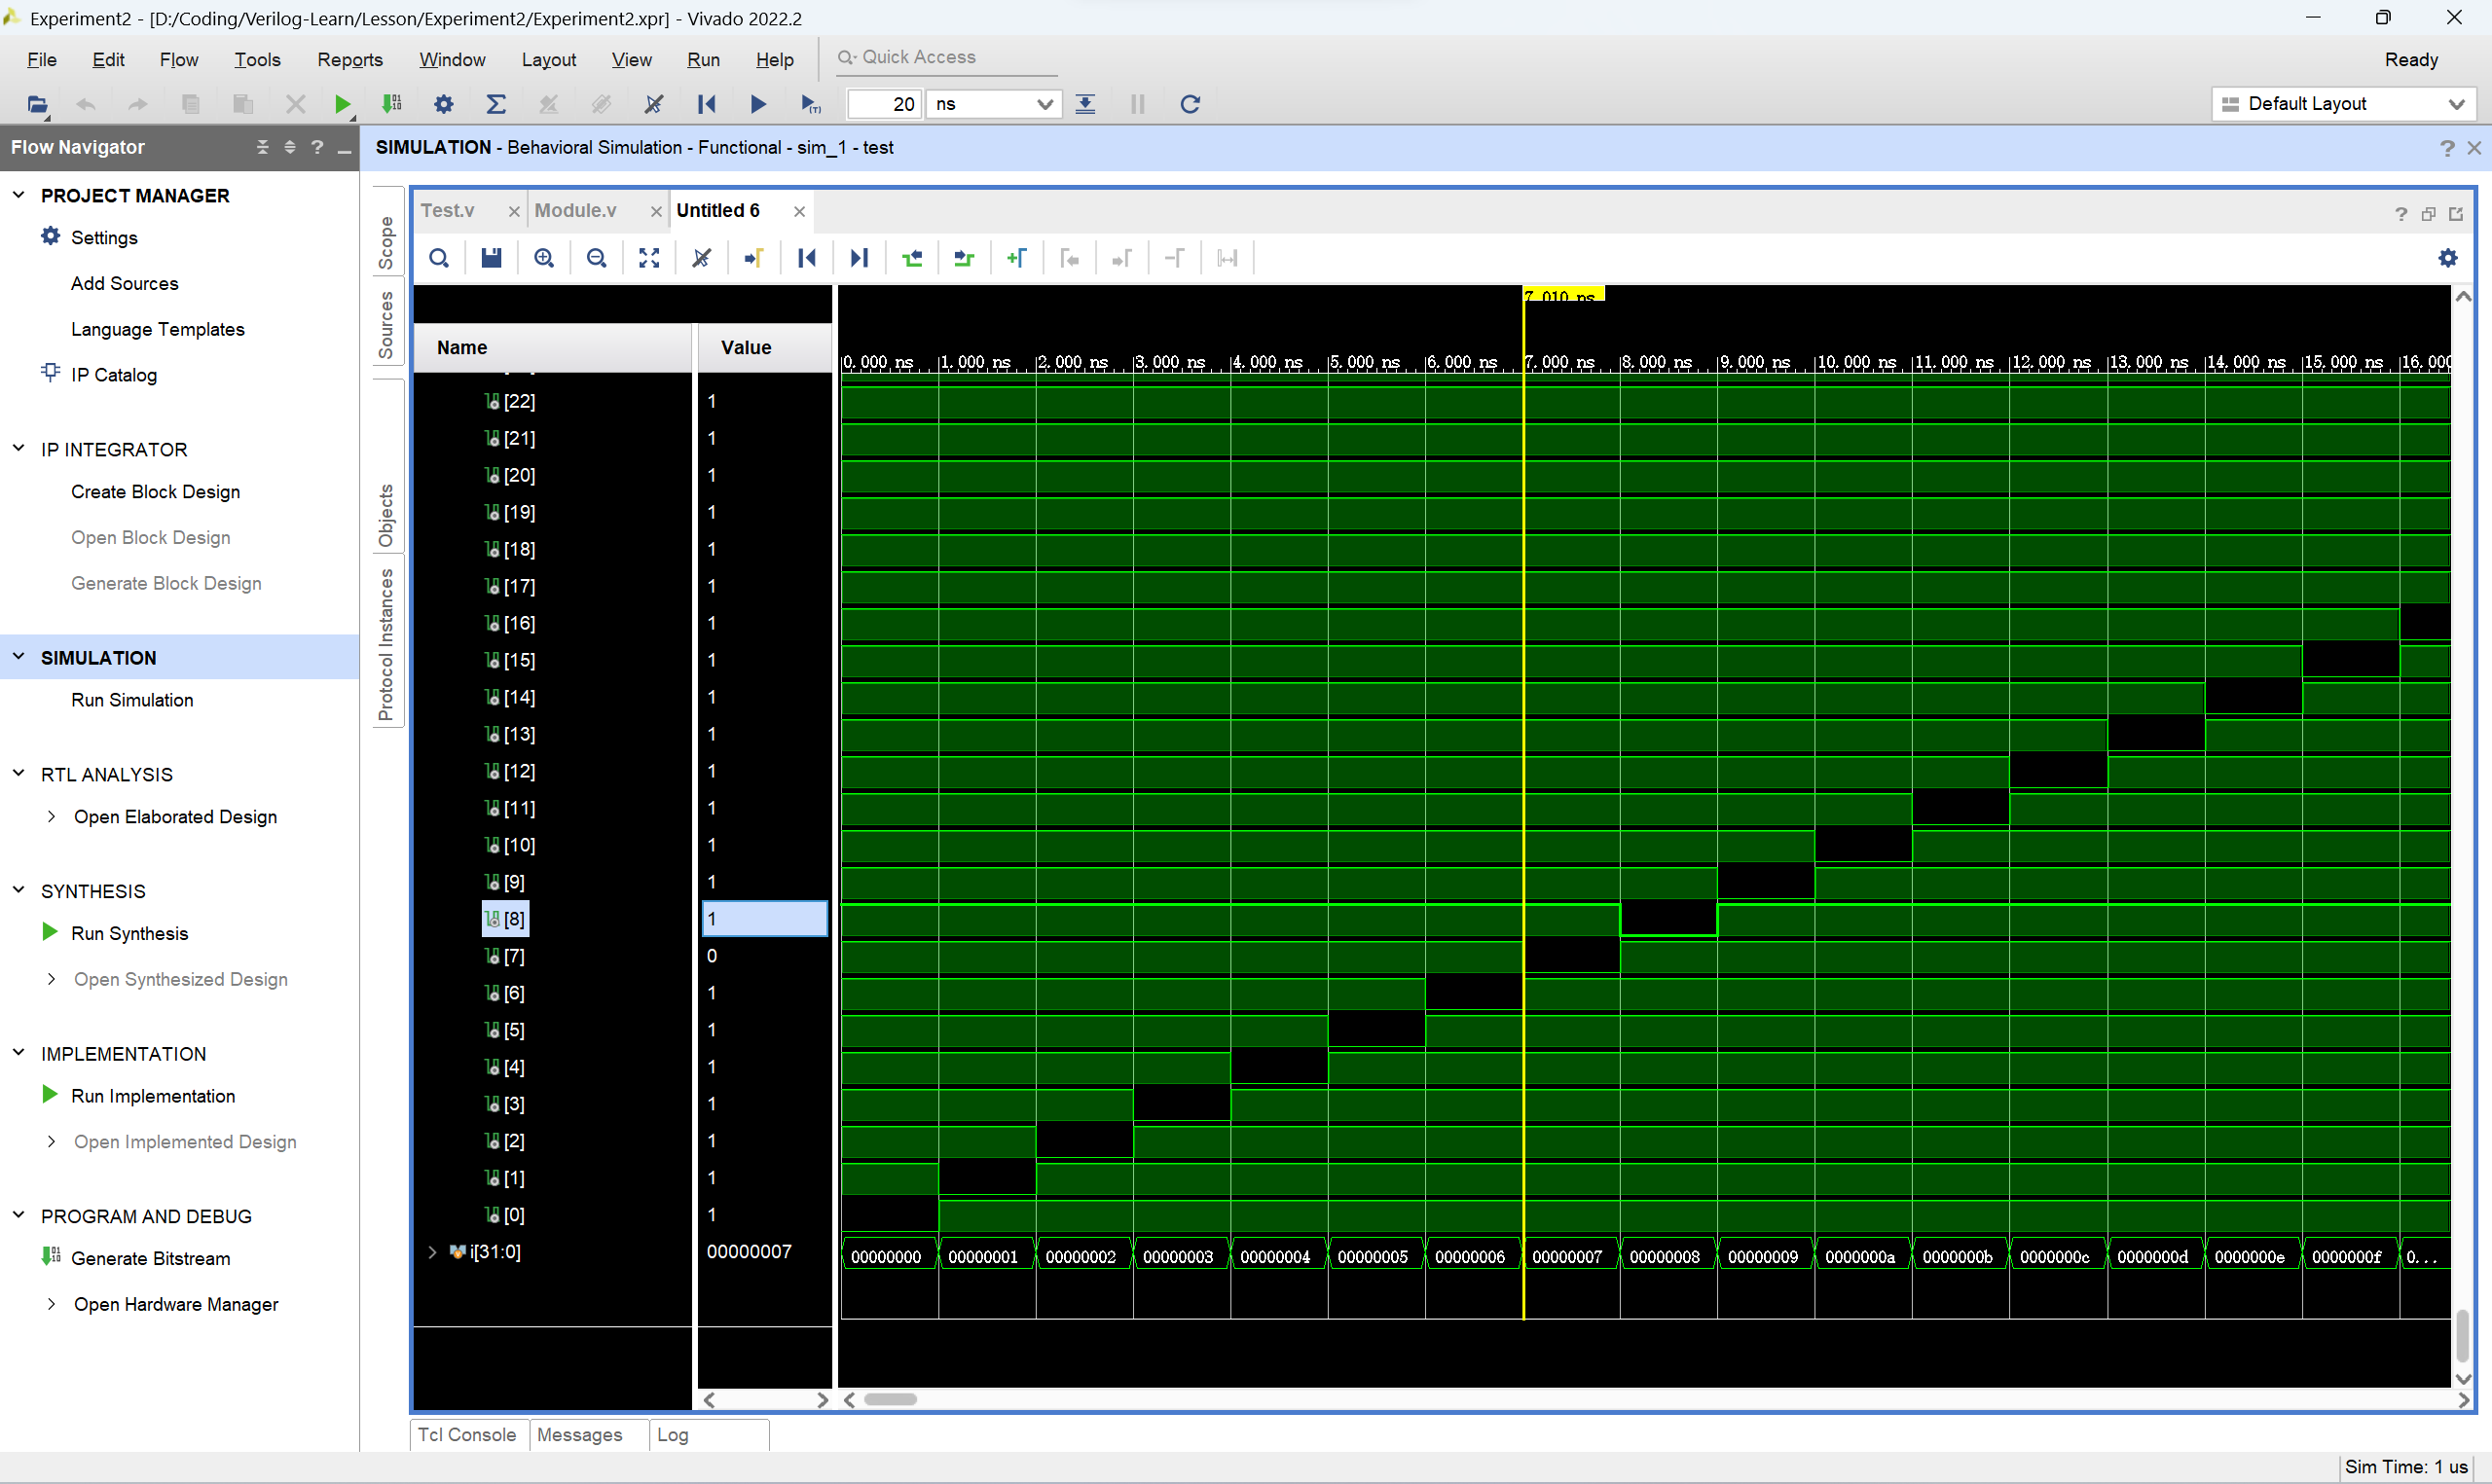 Experiment2 - [D:/Coding/Verilog-Learn/Lesson/Experiment2/Experiment2.xpr] - Vivado 2022.2
File Edit Flow Tools Reports Window Layout View Run Help Quick Access Ready
20 ns Default Layout
Flow Navigator
SIMULATION - Behavioral Simulation - Functional - sim_1 - test
PROJECT MANAGER
Settings
Add Sources
Language Templates
IP Catalog
IP INTEGRATOR
Create Block Design
Open Block Design
Generate Block Design
SIMULATION
Run Simulation
RTL ANALYSIS
Open Elaborated Design
SYNTHESIS
Run Synthesis
Open Synthesized Design
IMPLEMENTATION
Run Implementation
Open Implemented Design
PROGRAM AND DEBUG
Generate Bitstream
Open Hardware Manager
Scope
Sources
Objects
Protocol Instances
Test.v Module.v Untitled 6
7.010 ns
Name Value
0.000 ns 1.000 ns 2.000 ns 3.000 ns 4.000 ns 5.000 ns 6.000 ns 7.000 ns 8.000 ns 9.000 ns 10.000 ns 11.000 ns 12.000 ns 13.000 ns 14.000 ns 15.000 ns 16.000
[22] 1
[21] 1
[20] 1
[19] 1
[18] 1
[17] 1
[16] 1
[15] 1
[14] 1
[13] 1
[12] 1
[11] 1
[10] 1
[9] 1
[8] 1
[7] 0
[6] 1
[5] 1
[4] 1
[3] 1
[2] 1
[1] 1
[0] 1
i[31:0] 00000007 00000000 00000001 00000002 00000003 00000004 00000005 00000006 00000007 00000008 00000009 0000000a 0000000b 0000000c 0000000d 0000000e 0000000f 0...
Tcl Console Messages Log
Sim Time: 1 us